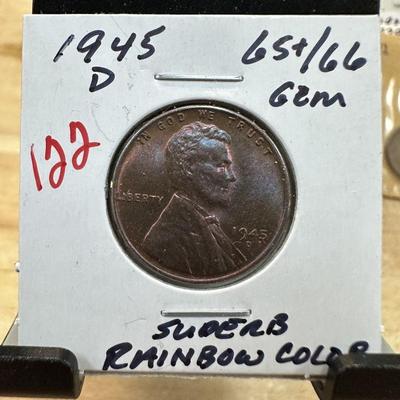 1945 65+/66
D GEM
122
IN GOD WE TRUST
LIBERTY 1945
D
SUPERB
RAINBOW COLOR